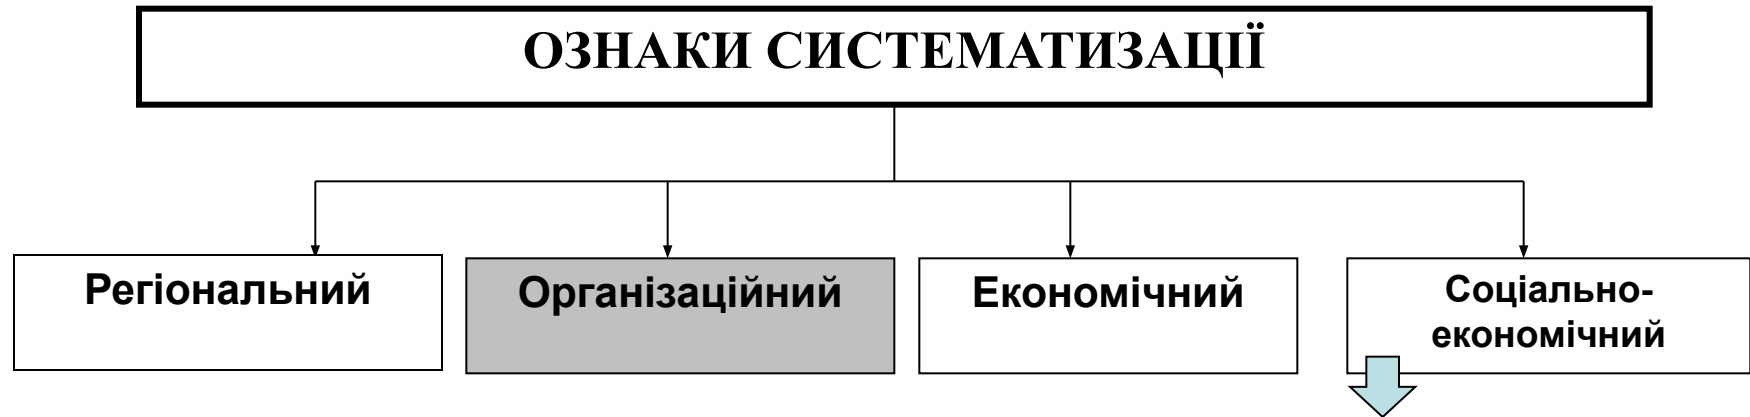 ОЗНАКИ СИСТЕМАТИЗАЦІЇ
Регіональний
Організаційний
Економічний
Соціально-
економічний